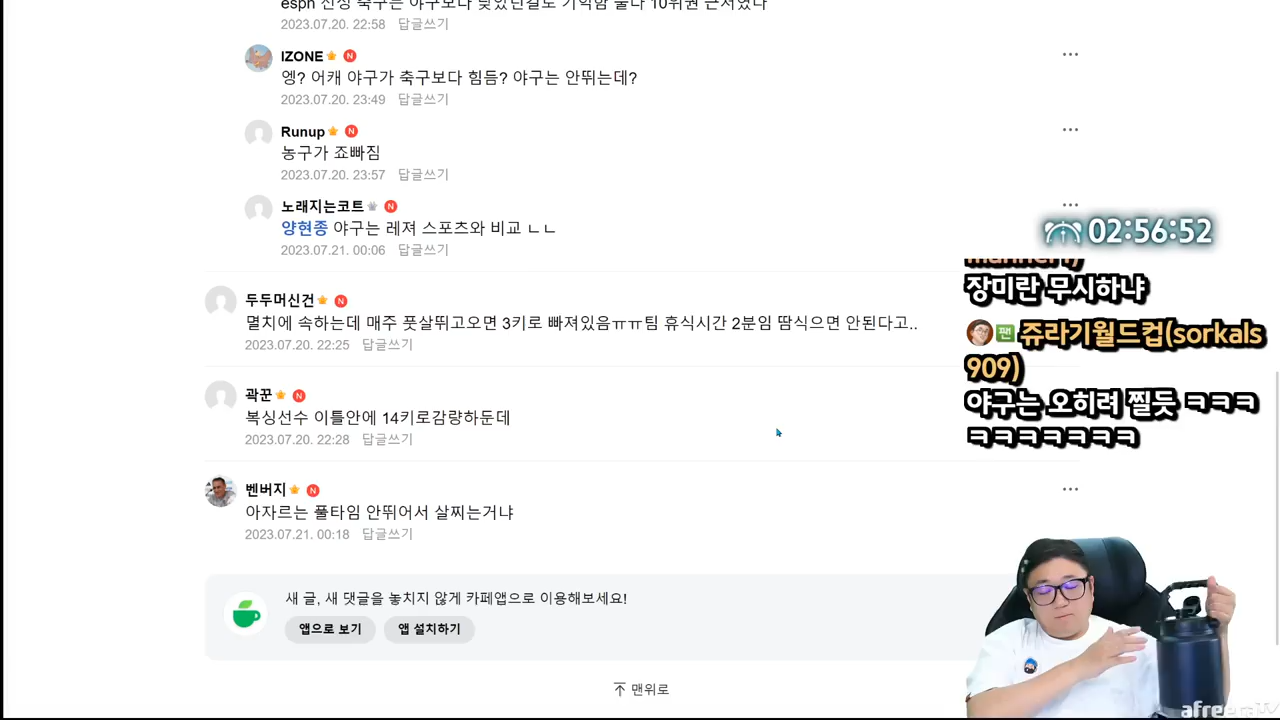 esph 선정 축구는 야구보다 낮았던걸로 기억함 둘다 10위권 근처였다
2023.07.20. 22:58 답글쓰기
IZONE N
엥? 어캐 야구가 축구보다 힘듬? 야구는 안뛰는데?
2023.07.20. 23:49 답글쓰기
Runup N
농구가 죠빠짐
2023.07.20. 23:57 답글쓰기
노래지는코트 N
양현종 야구는 레져 스포츠와 비교 ㄴㄴ
2023.07.21. 00:06 답글쓰기
두두머신건 N
멸치에 속하는데 매주 풋살뛰고오면 3키로 빠져있음ㅠㅠ팀 휴식시간 2분임 땀식으면 안된다고..
2023.07.20. 22:25 답글쓰기
곽꾼 N
복싱선수 이틀안에 14키로감량하둔데
2023.07.20. 22:28 답글쓰기
벤버지 N
아자르는 풀타임 안뛰어서 살찌는거냐
2023.07.21. 00:18 답글쓰기
새 글, 새 댓글을 놓치지 않게 카페앱으로 이용해보세요!
앱으로 보기 앱 설치하기
맨위로
02:56:52
장미란 무시하냐
팬 쥬라기월드컵(sorkals
909)
야구는 오히려 찔듯 ㅋㅋㅋ
ㅋㅋㅋㅋㅋㅋㅋ
afreecaTV